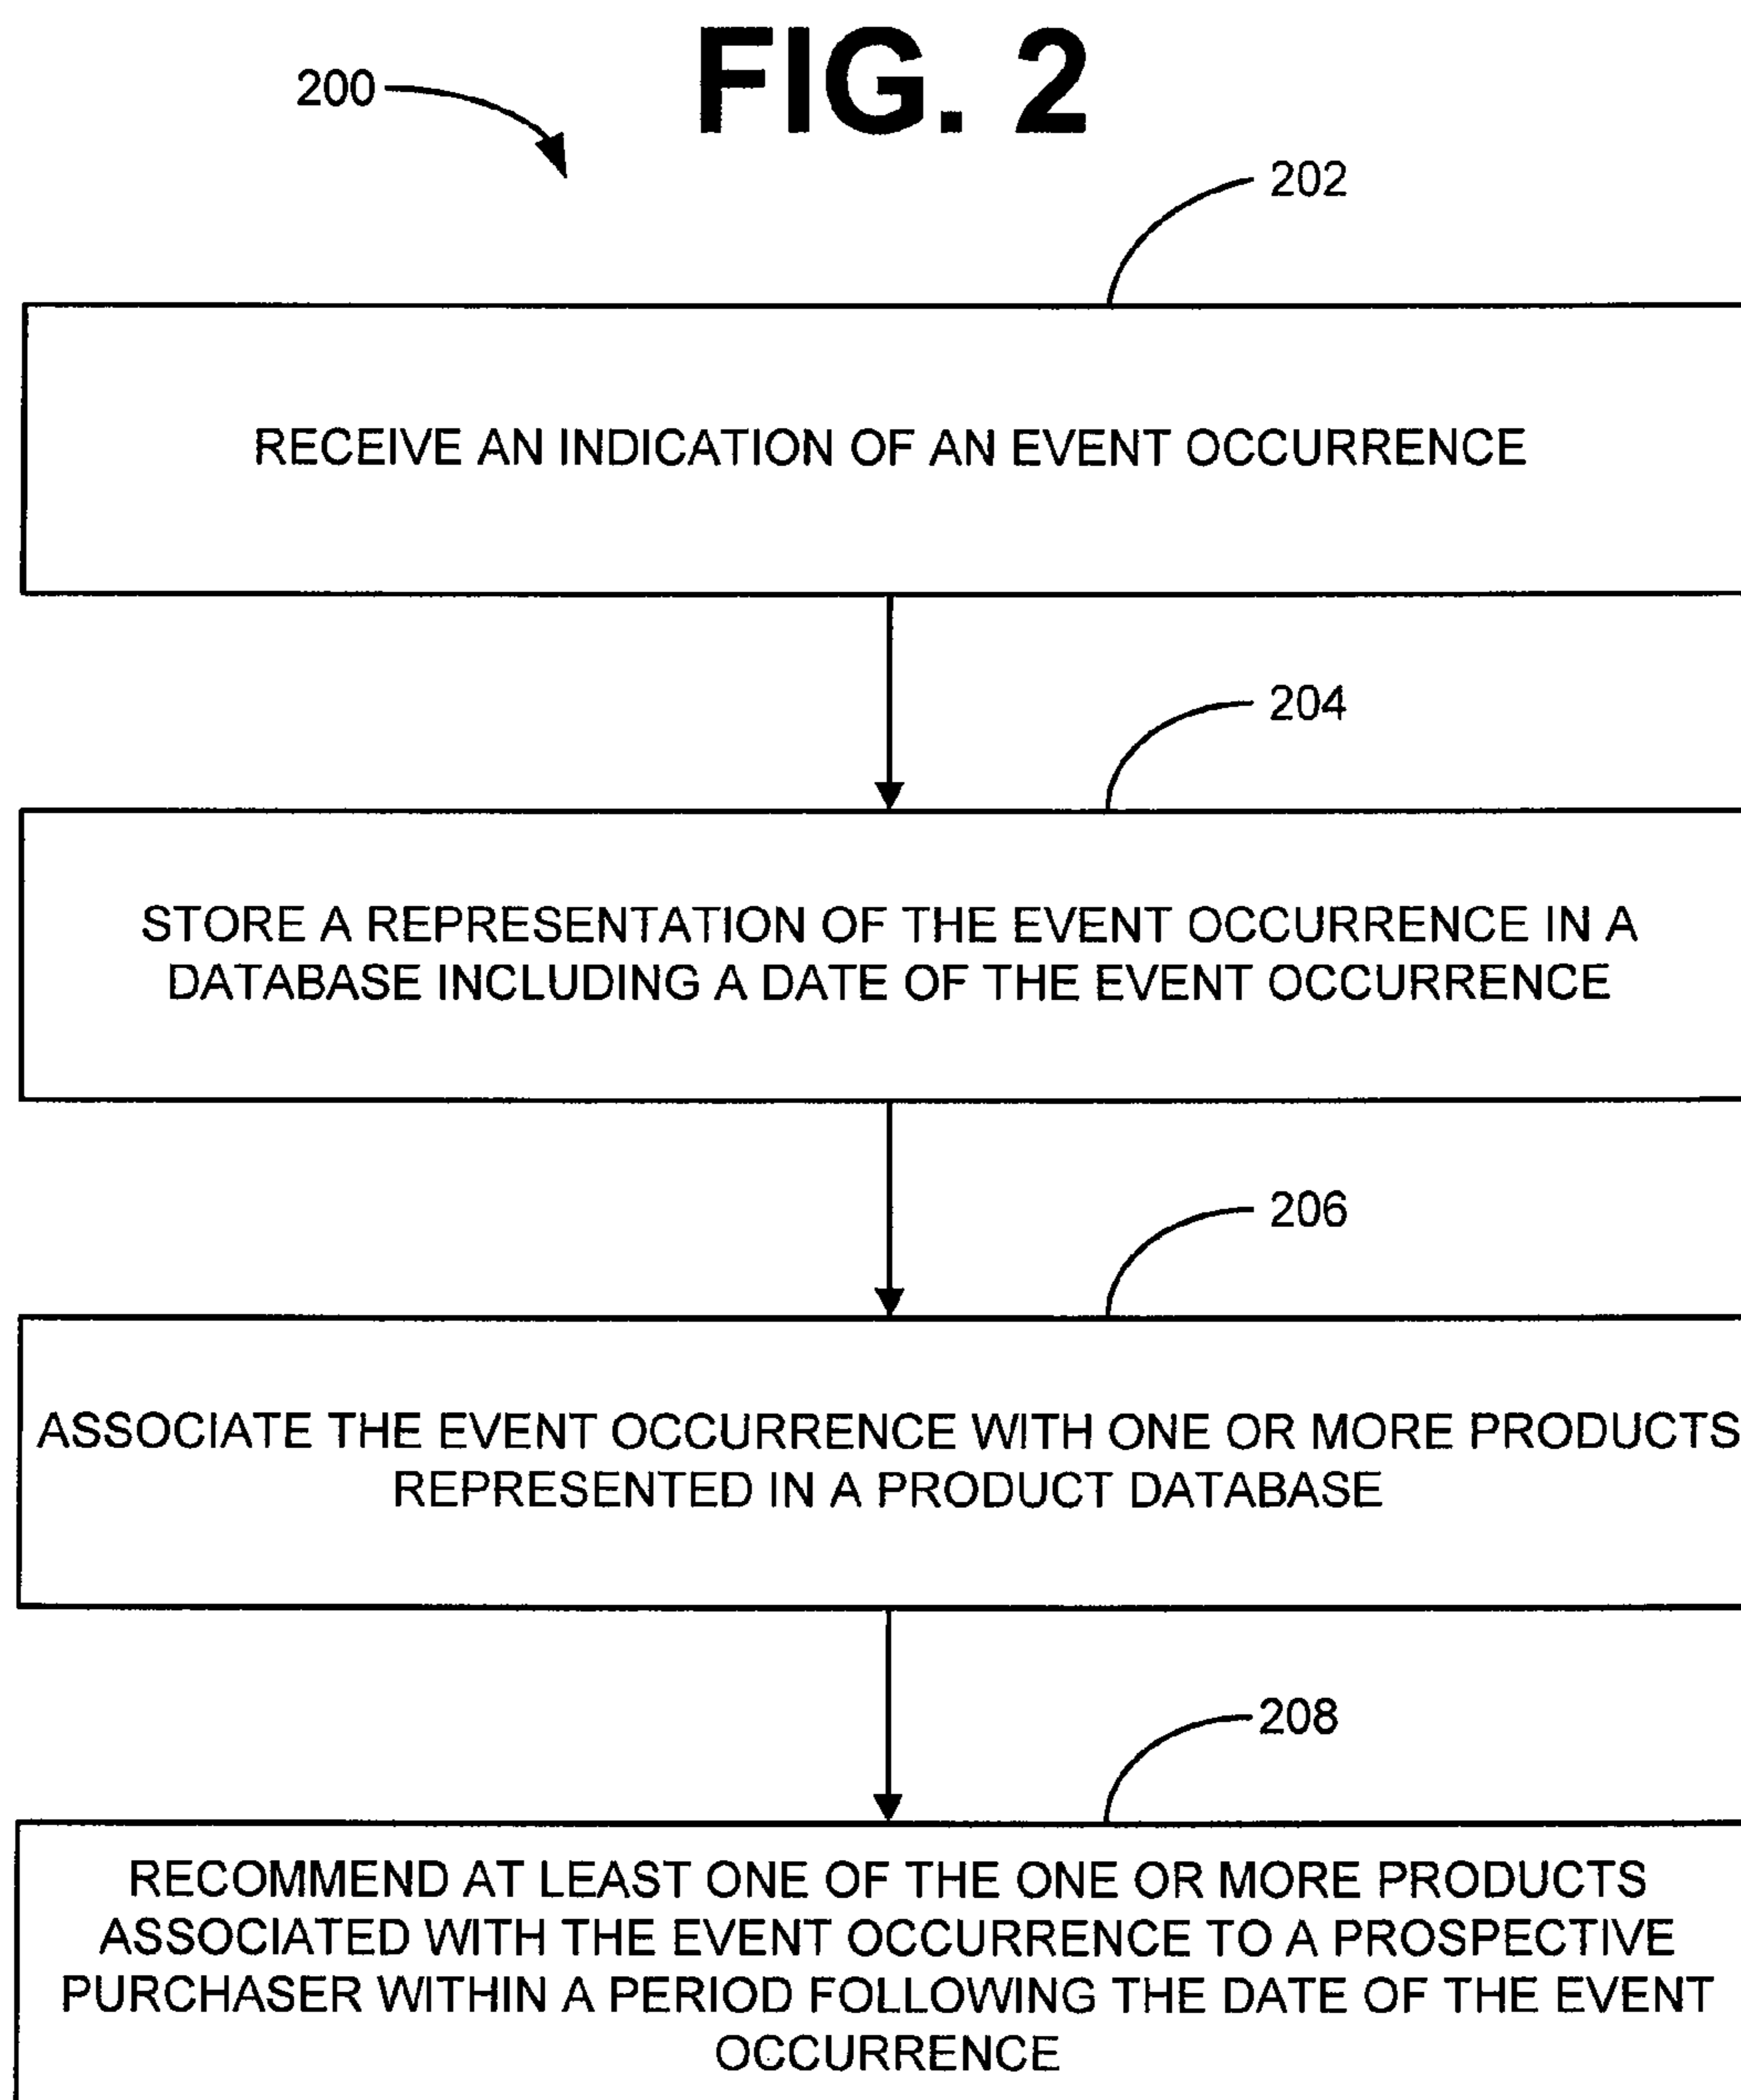 FIG. 2
200
202
RECEIVE AN INDICATION OF AN EVENT OCCURRENCE
204
STORE A REPRESENTATION OF THE EVENT OCCURRENCE IN A
DATABASE INCLUDING A DATE OF THE EVENT OCCURRENCE
206
ASSOCIATE THE EVENT OCCURRENCE WITH ONE OR MORE PRODUCTS
REPRESENTED IN A PRODUCT DATABASE
208
RECOMMEND AT LEAST ONE OF THE ONE OR MORE PRODUCTS
ASSOCIATED WITH THE EVENT OCCURRENCE TO A PROSPECTIVE
PURCHASER WITHIN A PERIOD FOLLOWING THE DATE OF THE EVENT
OCCURRENCE